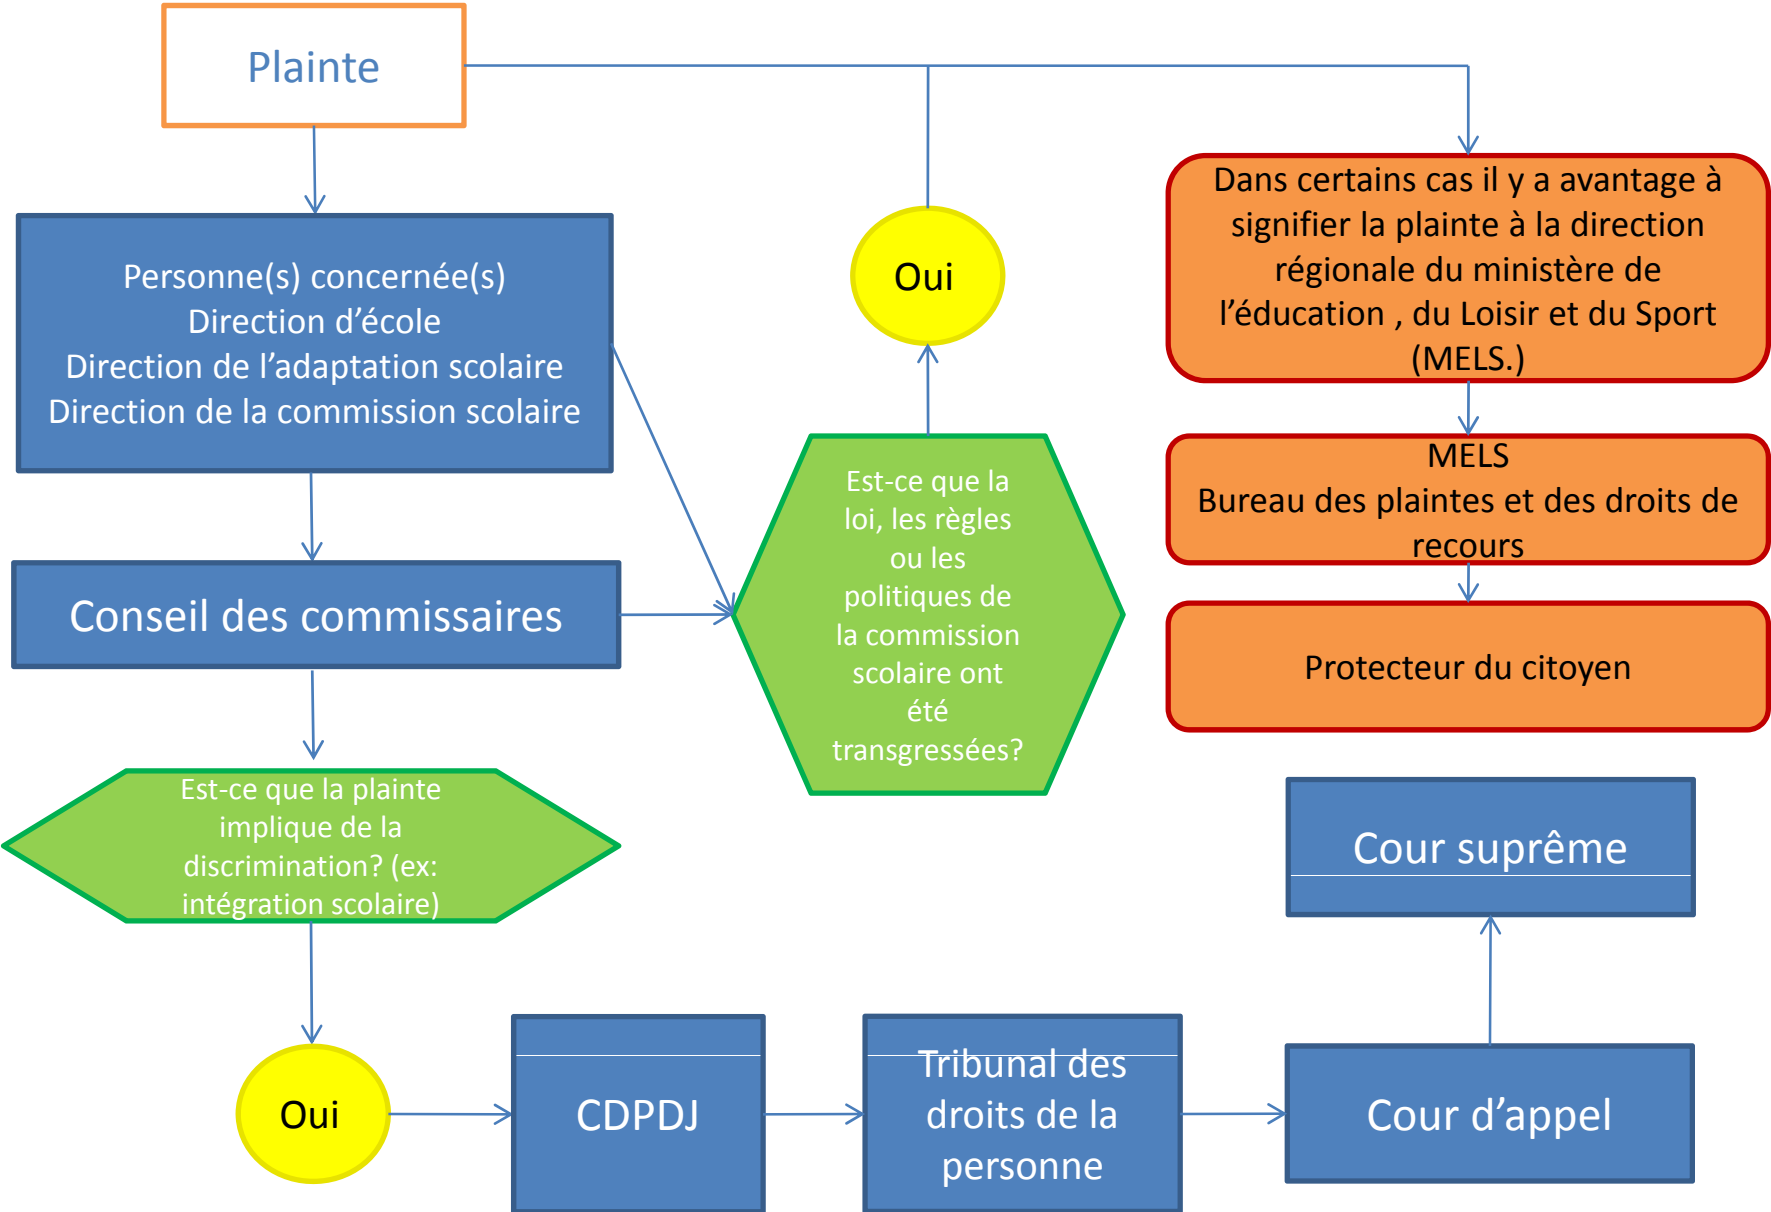 Plainte
Personne(s) concernée(s)
Direction d'école
Direction de l'adaptation scolaire
Direction de la commission scolaire
Conseil des commissaires
Est-ce que la plainte
implique de la
discrimination? (ex:
intégration scolaire)
Oui
CDPDJ
Tribunal des
droits de la
personne
Cour d'appel
Cour suprême
Est-ce que la
loi, les règles
ou les
politiques de
la commission
scolaire ont
été
transgressées?
Oui
Dans certains cas il y a avantage à
signifier la plainte à la direction
régionale du ministère de
l'éducation , du Loisir et du Sport
(MELS.)
MELS
Bureau des plaintes et des droits de
recours
Protecteur du citoyen